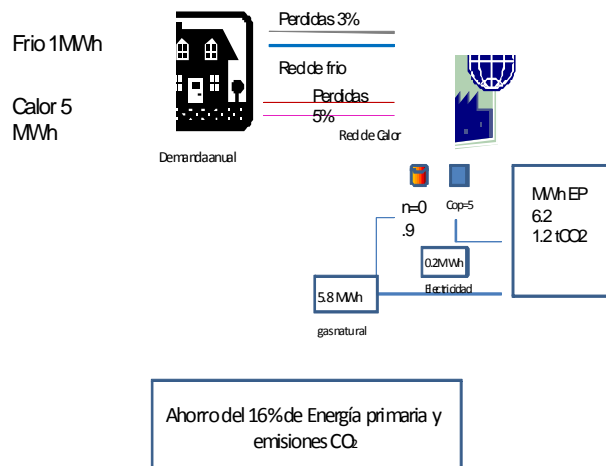 Perdidas 3%
Frio 1MWh
Red de frio
Calor 5
MWh
Perdidas
5%
Red de Calor
Demanda anual
n=0
.9
Cop=5
MWh EP
6.2
1.2 tCO2
0.2MWh
Electricidad
5.8 MWh
gas natural
Ahorro del 16% de Energía primaria y
emisiones CO2